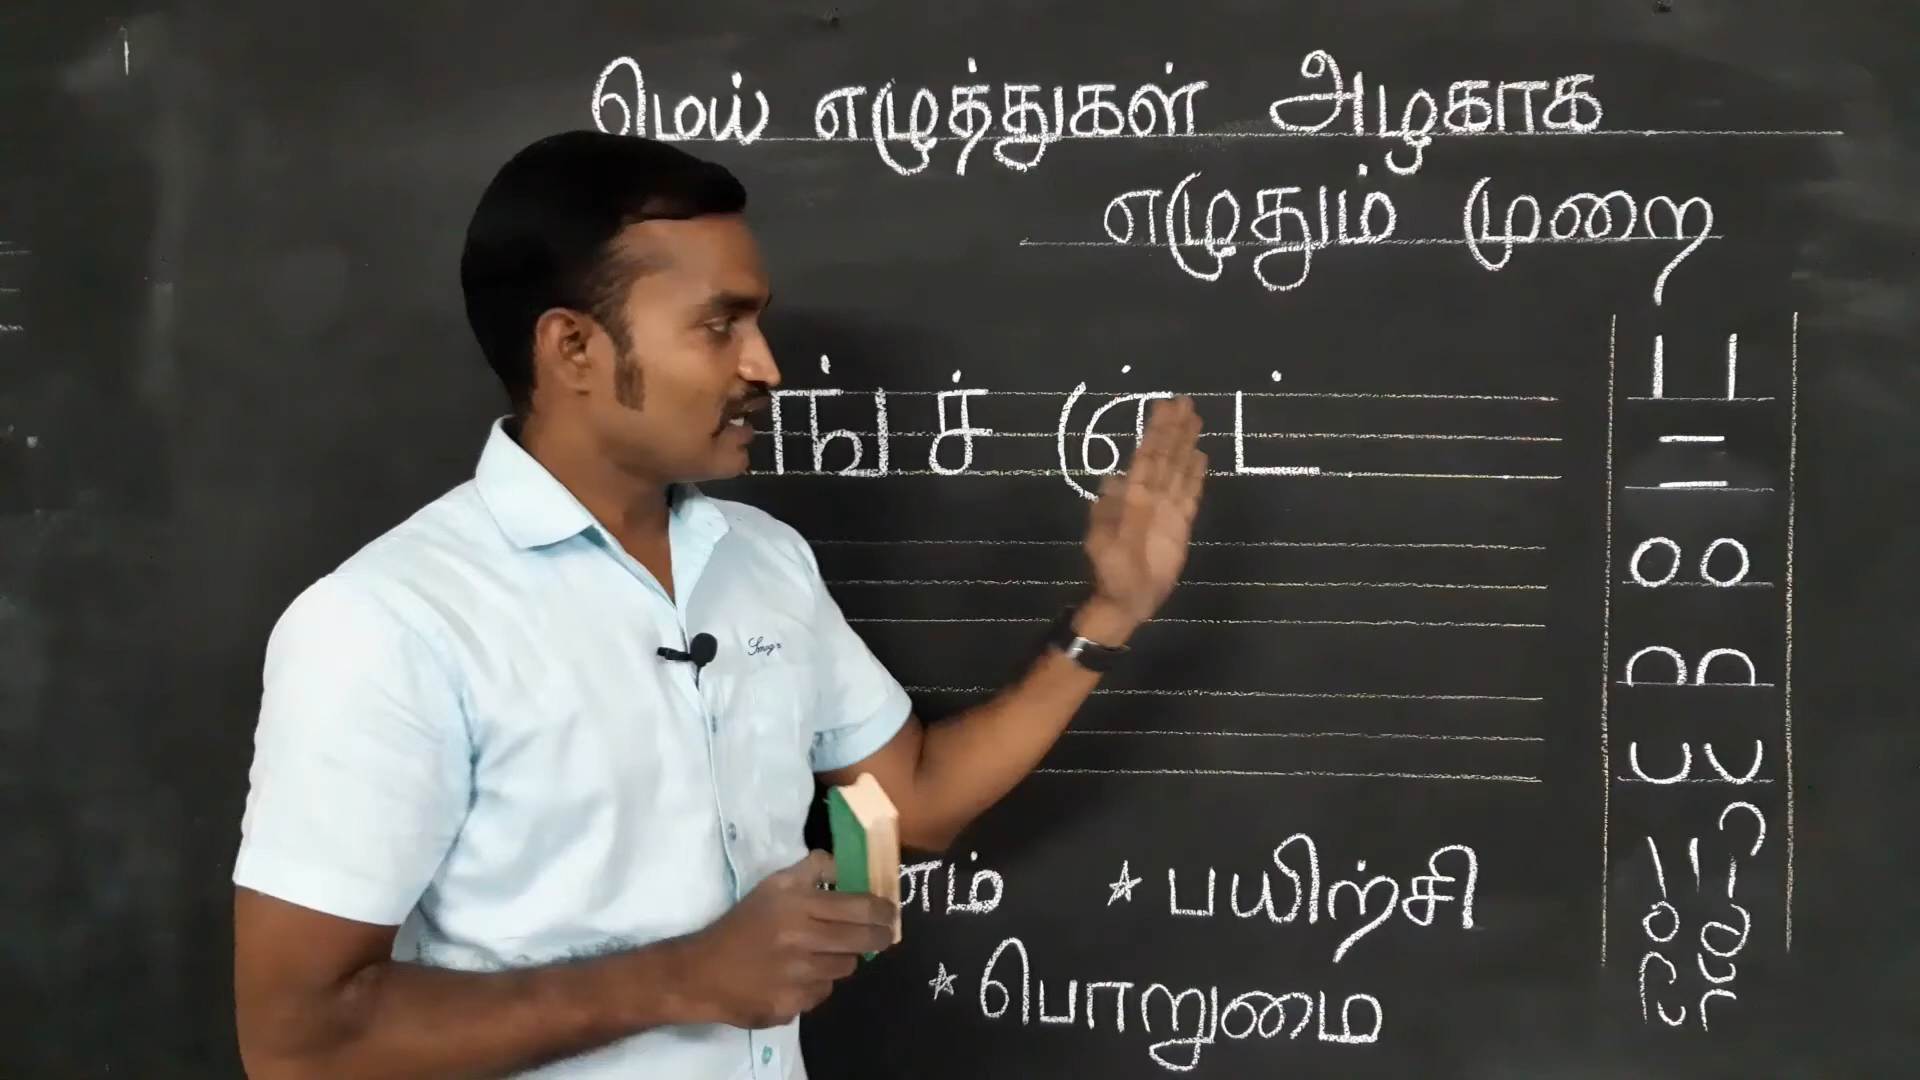 மெய் எழுத்துகள் அழகாக
எழுதும் முறை
ங் ச் ஞ் ட்
* பயிற்சி
* பொறுமை